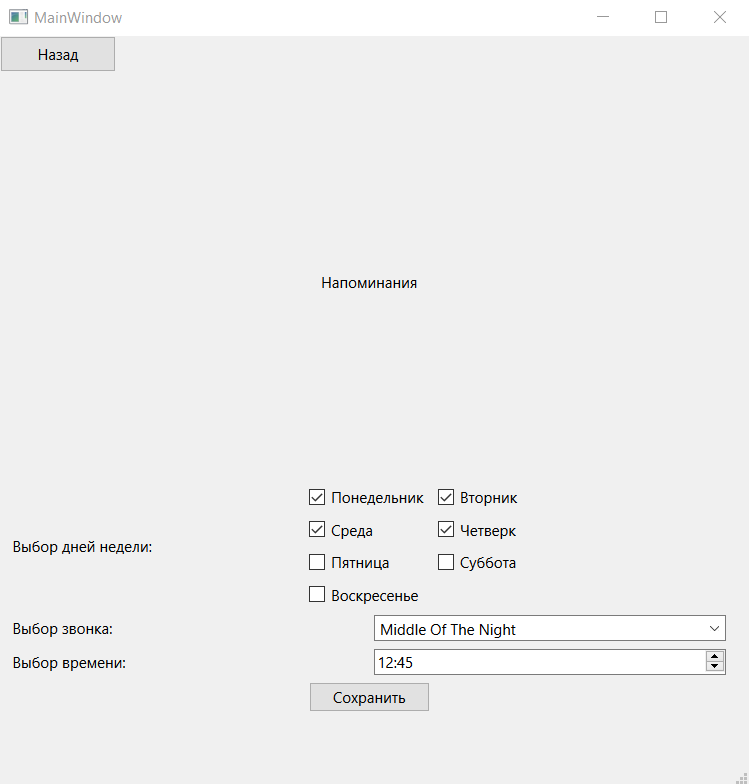 MainWindow
Назад
Напоминания
Понедельник Вторник
Среда Четверк
Выбор дней недели:
Пятница Суббота
Воскресенье
Выбор звонка: Middle Of The Night
Выбор времени: 12:45
Сохранить